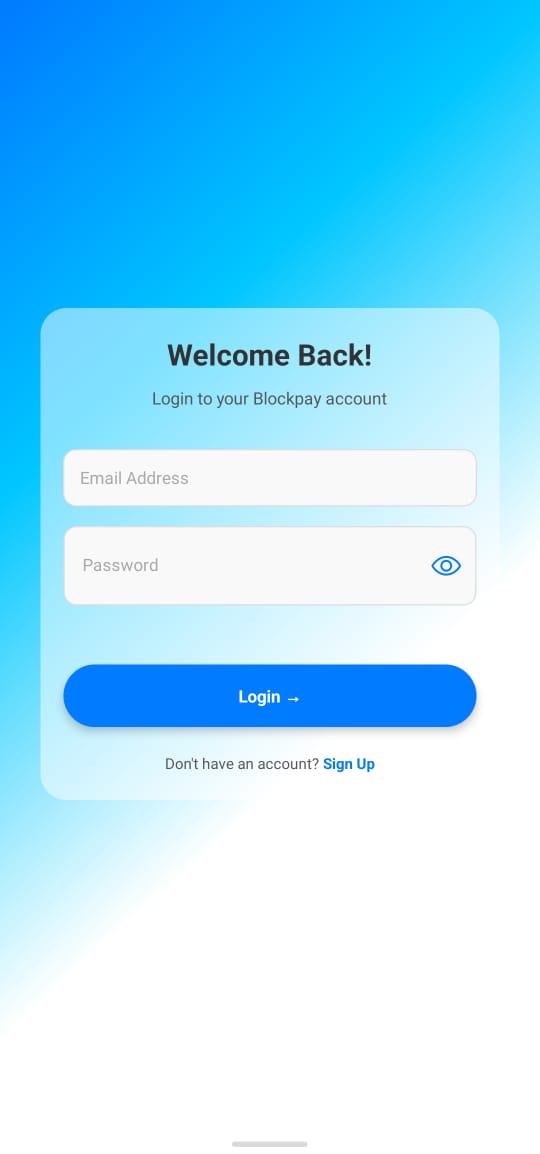 Welcome Back!
Login to your Blockpay account
Email Address
Password
Login →
Don't have an account? Sign Up